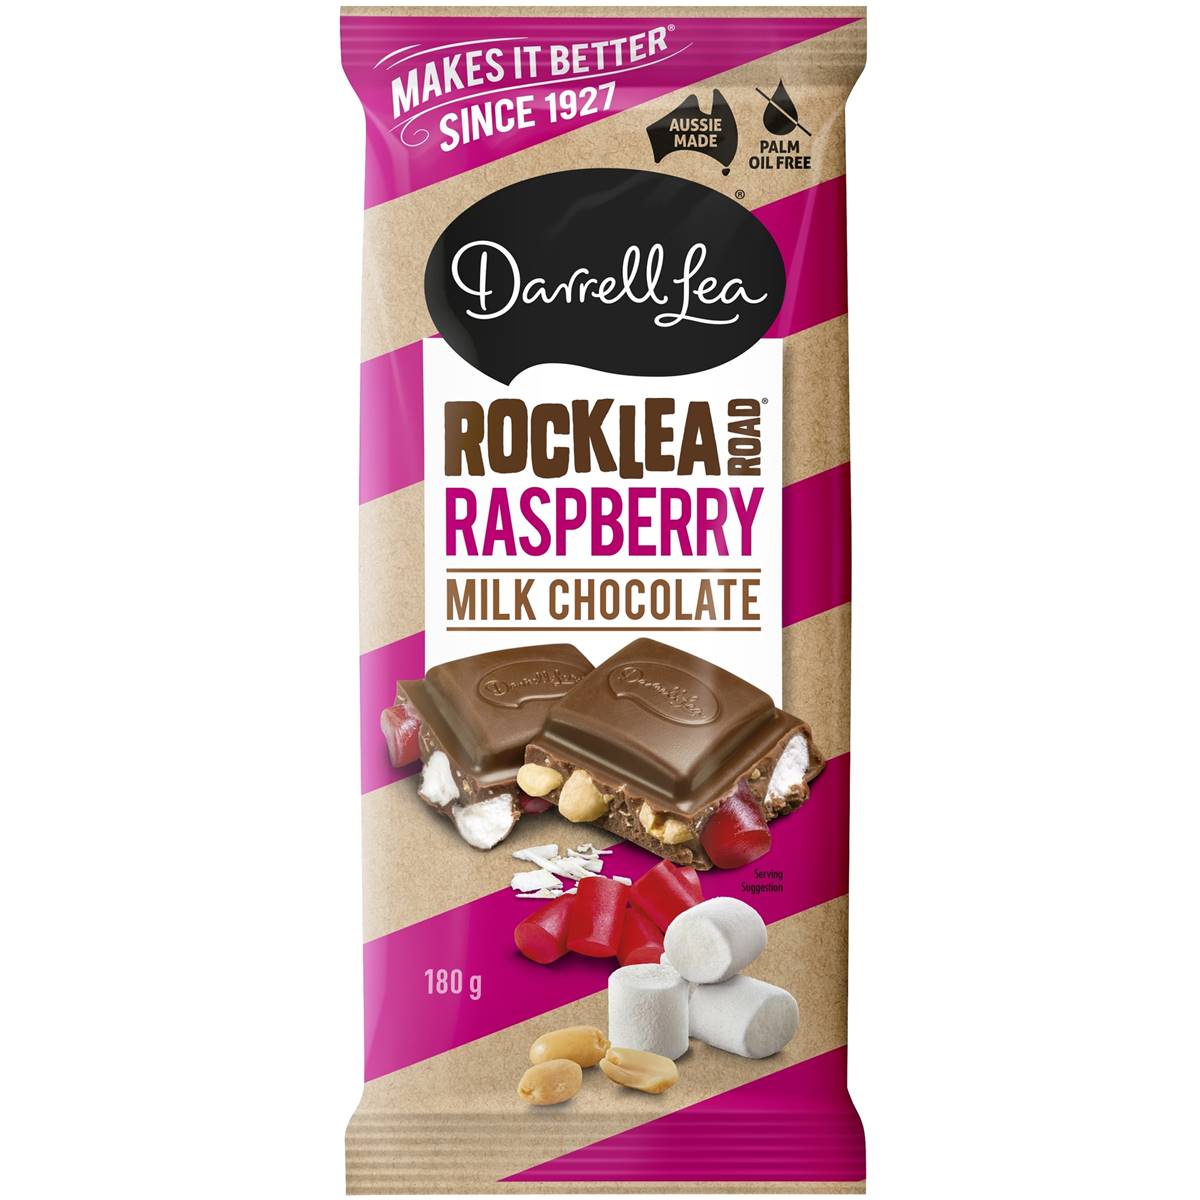 MAKES IT BETTER®
SINCE 1927
AUSSIE
MADE
PALM
OIL FREE
Darrell Lea®
ROCKLEA ROAD®
RASPBERRY
MILK CHOCOLATE
Darrell Lea
Darrell Lea
Serving
Suggestion
180 g